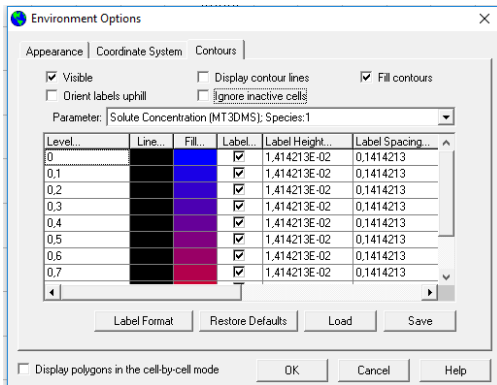 Environment Options
Appearance Coordinate System Contours
Visible Display contour lines Fill contours
Orient labels uphill Ignore inactive cells
Parameter: Solute Concentration (MT3DMS); Species:1
Level... Line... Fill... Label... Label Height... Label Spacing...
0 1,414213E-02 0,1414213
0,1 1,414213E-02 0,1414213
0,2 1,414213E-02 0,1414213
0,3 1,414213E-02 0,1414213
0,4 1,414213E-02 0,1414213
0,5 1,414213E-02 0,1414213
0,6 1,414213E-02 0,1414213
0,7 1,414213E-02 0,1414213
Label Format Restore Defaults Load Save
Display polygons in the cell-by-cell mode OK Cancel Help